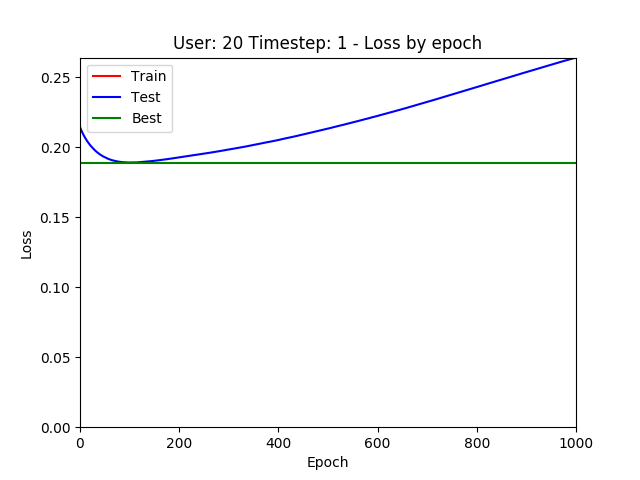 User: 20 Timestep: 1 - Loss by epoch
Train
Test
Best
0.25
0.20
0.15
0.10
0.05
0.00
Loss
0 200 400 600 800 1000
Epoch